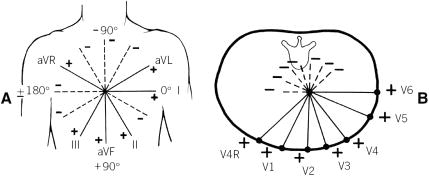 −90°
− −
aVR − aVL
+ +
A ±180° − + 0° I
− −
+ + +
III aVF II
+90°
− − −
− −
−
+ V6
B
+ V5
+ V4
+ V3
+ V2
+ V1
+ V4R